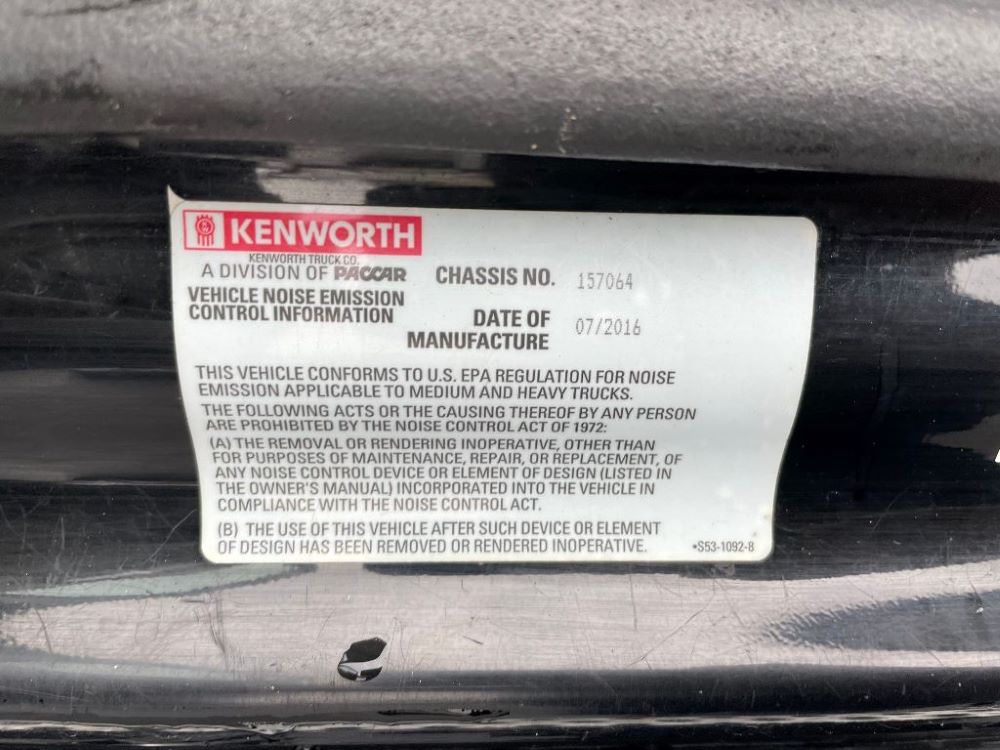 KENWORTH
KENWORTH TRUCK CO.
A DIVISION OF PACCAR
CHASSIS NO. 157064
VEHICLE NOISE EMISSION
CONTROL INFORMATION
DATE OF
MANUFACTURE 07/2016
THIS VEHICLE CONFORMS TO U.S. EPA REGULATION FOR NOISE
EMISSION APPLICABLE TO MEDIUM AND HEAVY TRUCKS.
THE FOLLOWING ACTS OR THE CAUSING THEREOF BY ANY PERSON
ARE PROHIBITED BY THE NOISE CONTROL ACT OF 1972:
(A) THE REMOVAL OR RENDERING INOPERATIVE, OTHER THAN
FOR PURPOSES OF MAINTENANCE, REPAIR, OR REPLACEMENT, OF
ANY NOISE CONTROL DEVICE OR ELEMENT OF DESIGN (LISTED IN
THE OWNER'S MANUAL) INCORPORATED INTO THE VEHICLE IN
COMPLIANCE WITH THE NOISE CONTROL ACT.
(B) THE USE OF THIS VEHICLE AFTER SUCH DEVICE OR ELEMENT
OF DESIGN HAS BEEN REMOVED OR RENDERED INOPERATIVE.
•S53-1092-8